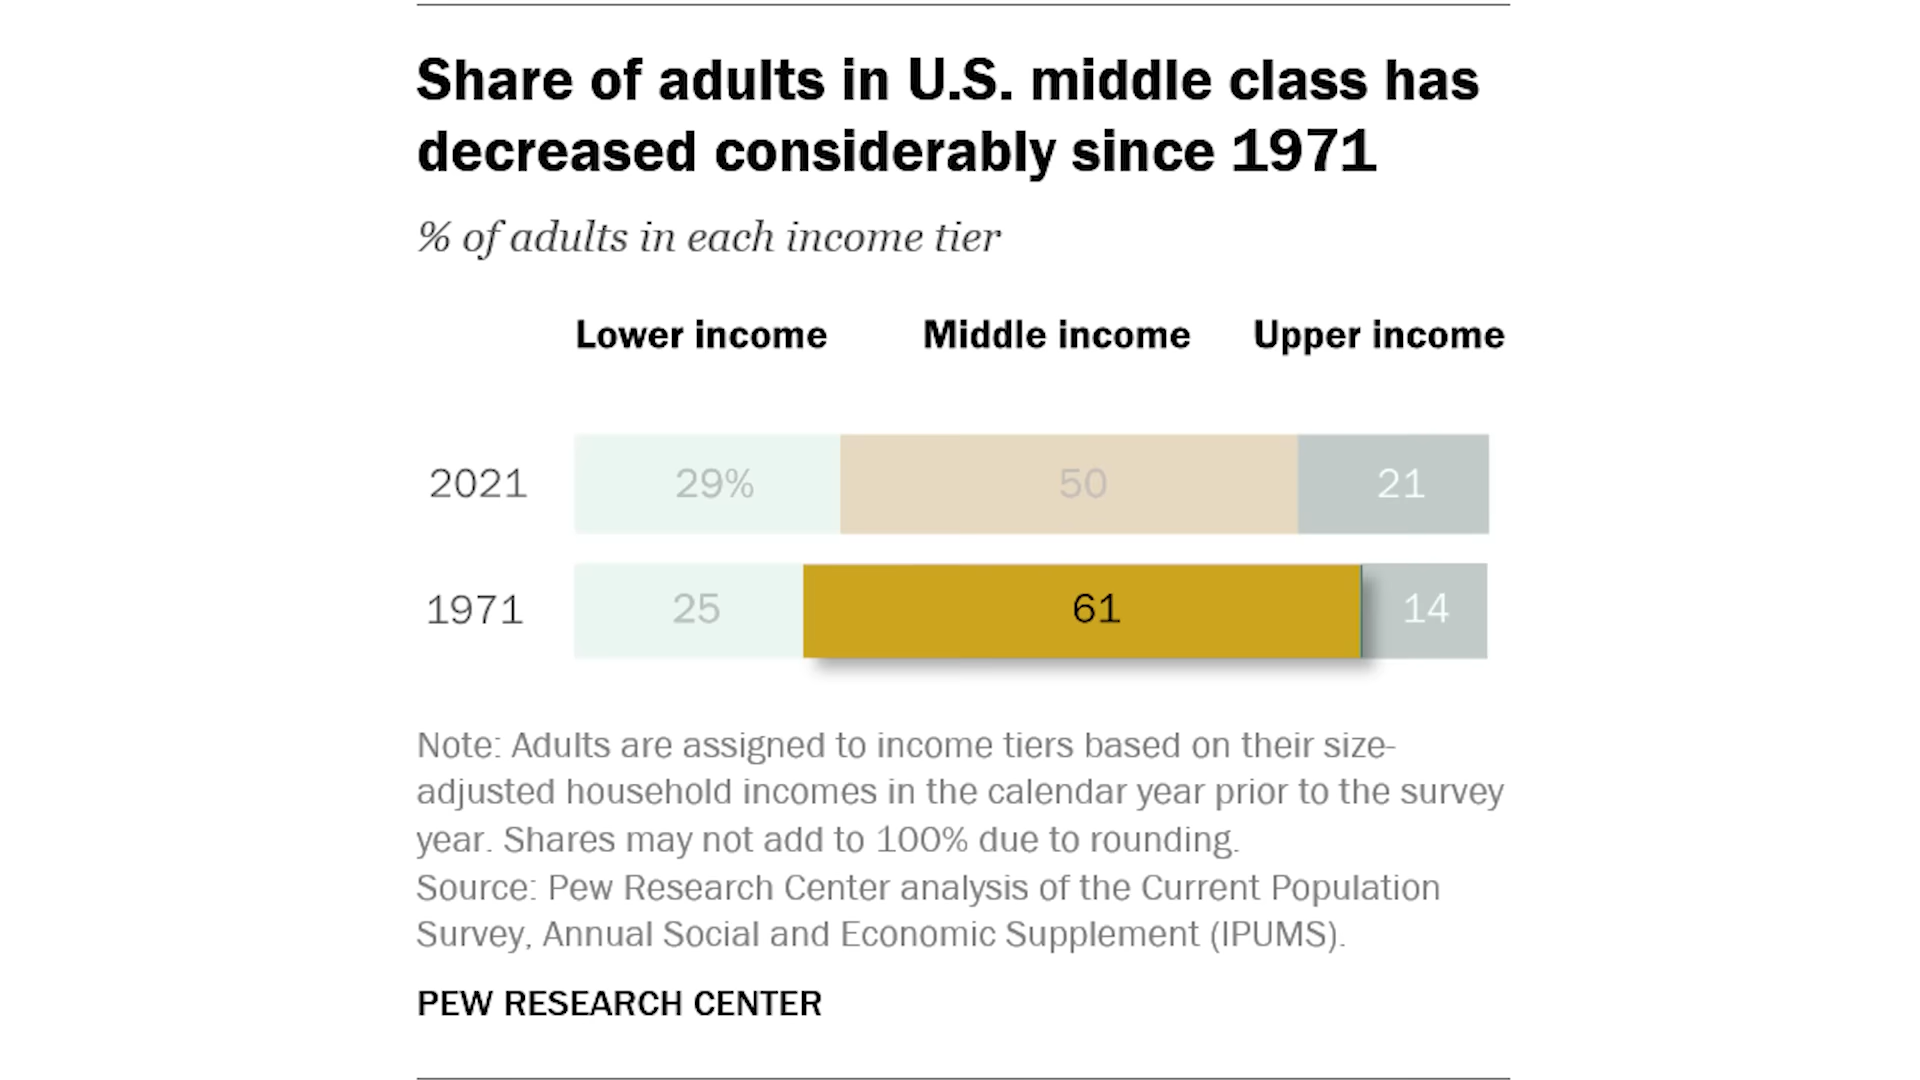 Share of adults in U.S. middle class has
decreased considerably since 1971
% of adults in each income tier
Lower income Middle income Upper income
2021 29% 50 21
1971 25 61 14
Note: Adults are assigned to income tiers based on their size-
adjusted household incomes in the calendar year prior to the survey
year. Shares may not add to 100% due to rounding.
Source: Pew Research Center analysis of the Current Population
Survey, Annual Social and Economic Supplement (IPUMS).
PEW RESEARCH CENTER